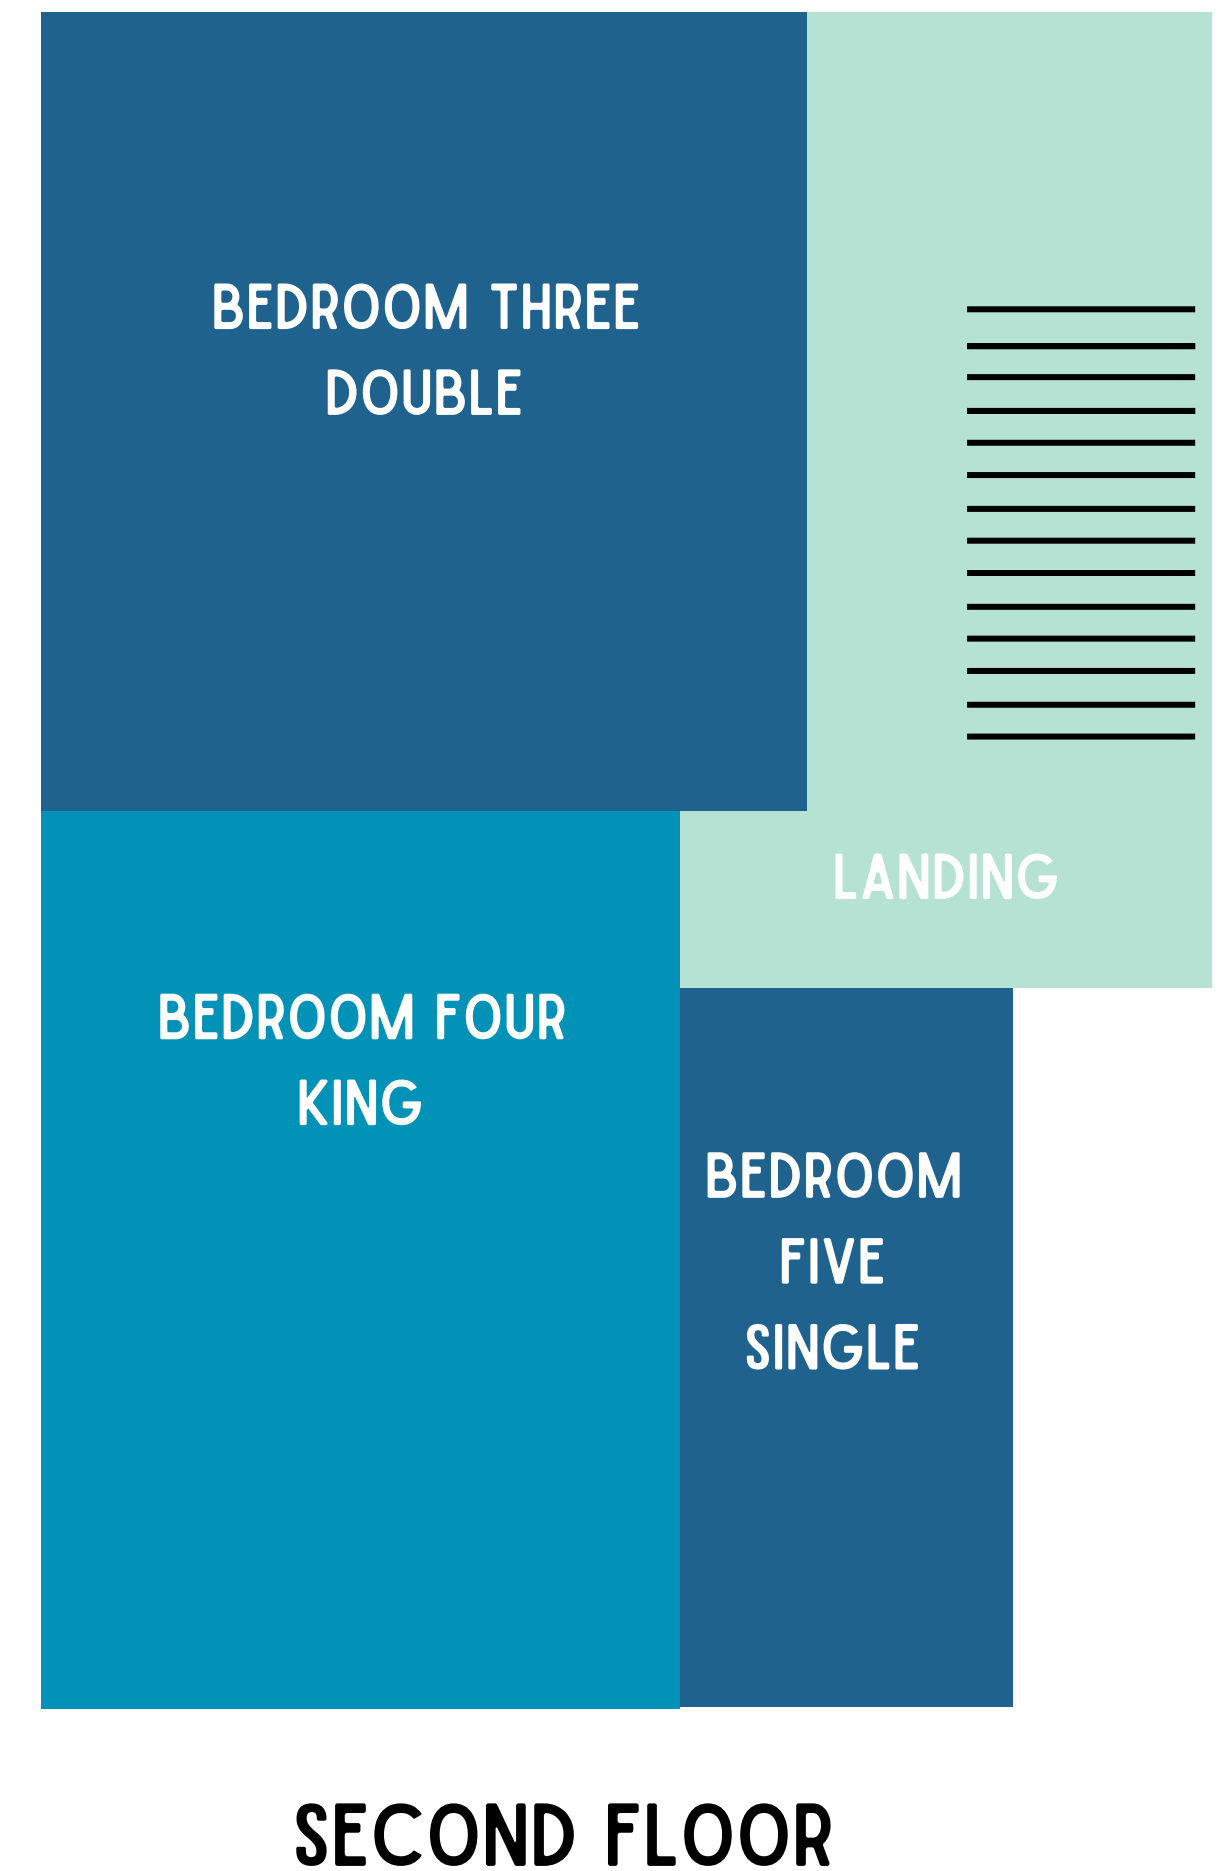 BEDROOM THREE
DOUBLE
LANDING
BEDROOM FOUR
KING
BEDROOM
FIVE
SINGLE
SECOND FLOOR